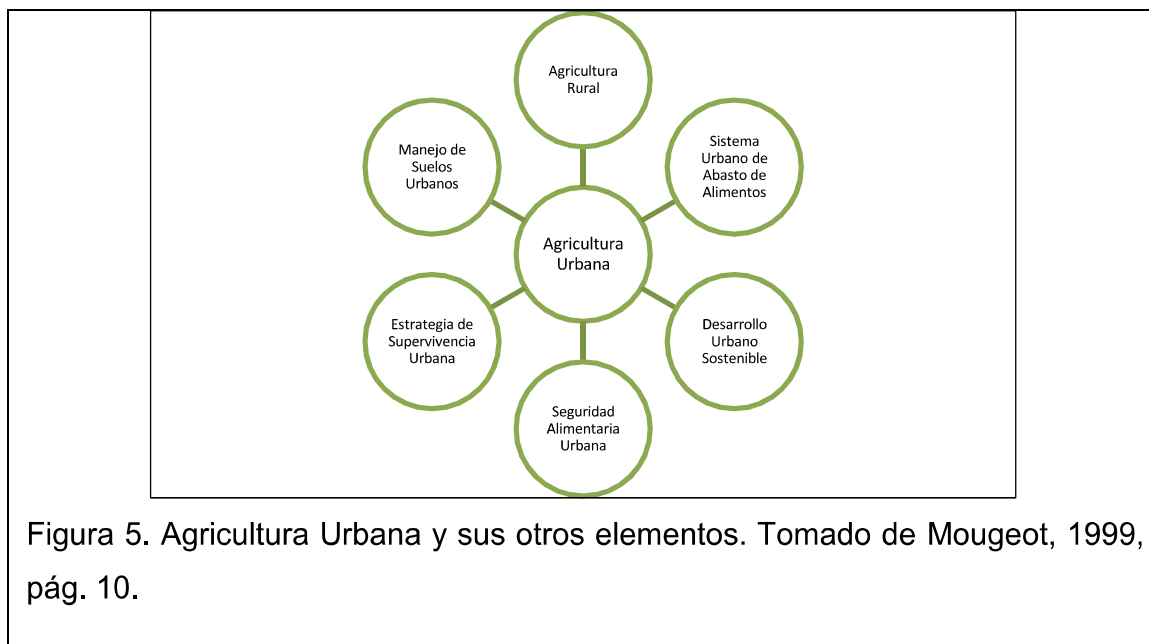 Agricultura
Rural
Manejo de
Suelos
Urbanos
Sistema
Urbano de
Abasto de
Alimentos
Agricultura
Urbana
Estrategia de
Supervivencia
Urbana
Desarrollo
Urbano
Sostenible
Seguridad
Alimentaria
Urbana
Figura 5. Agricultura Urbana y sus otros elementos. Tomado de Mougeot, 1999,
pág. 10.